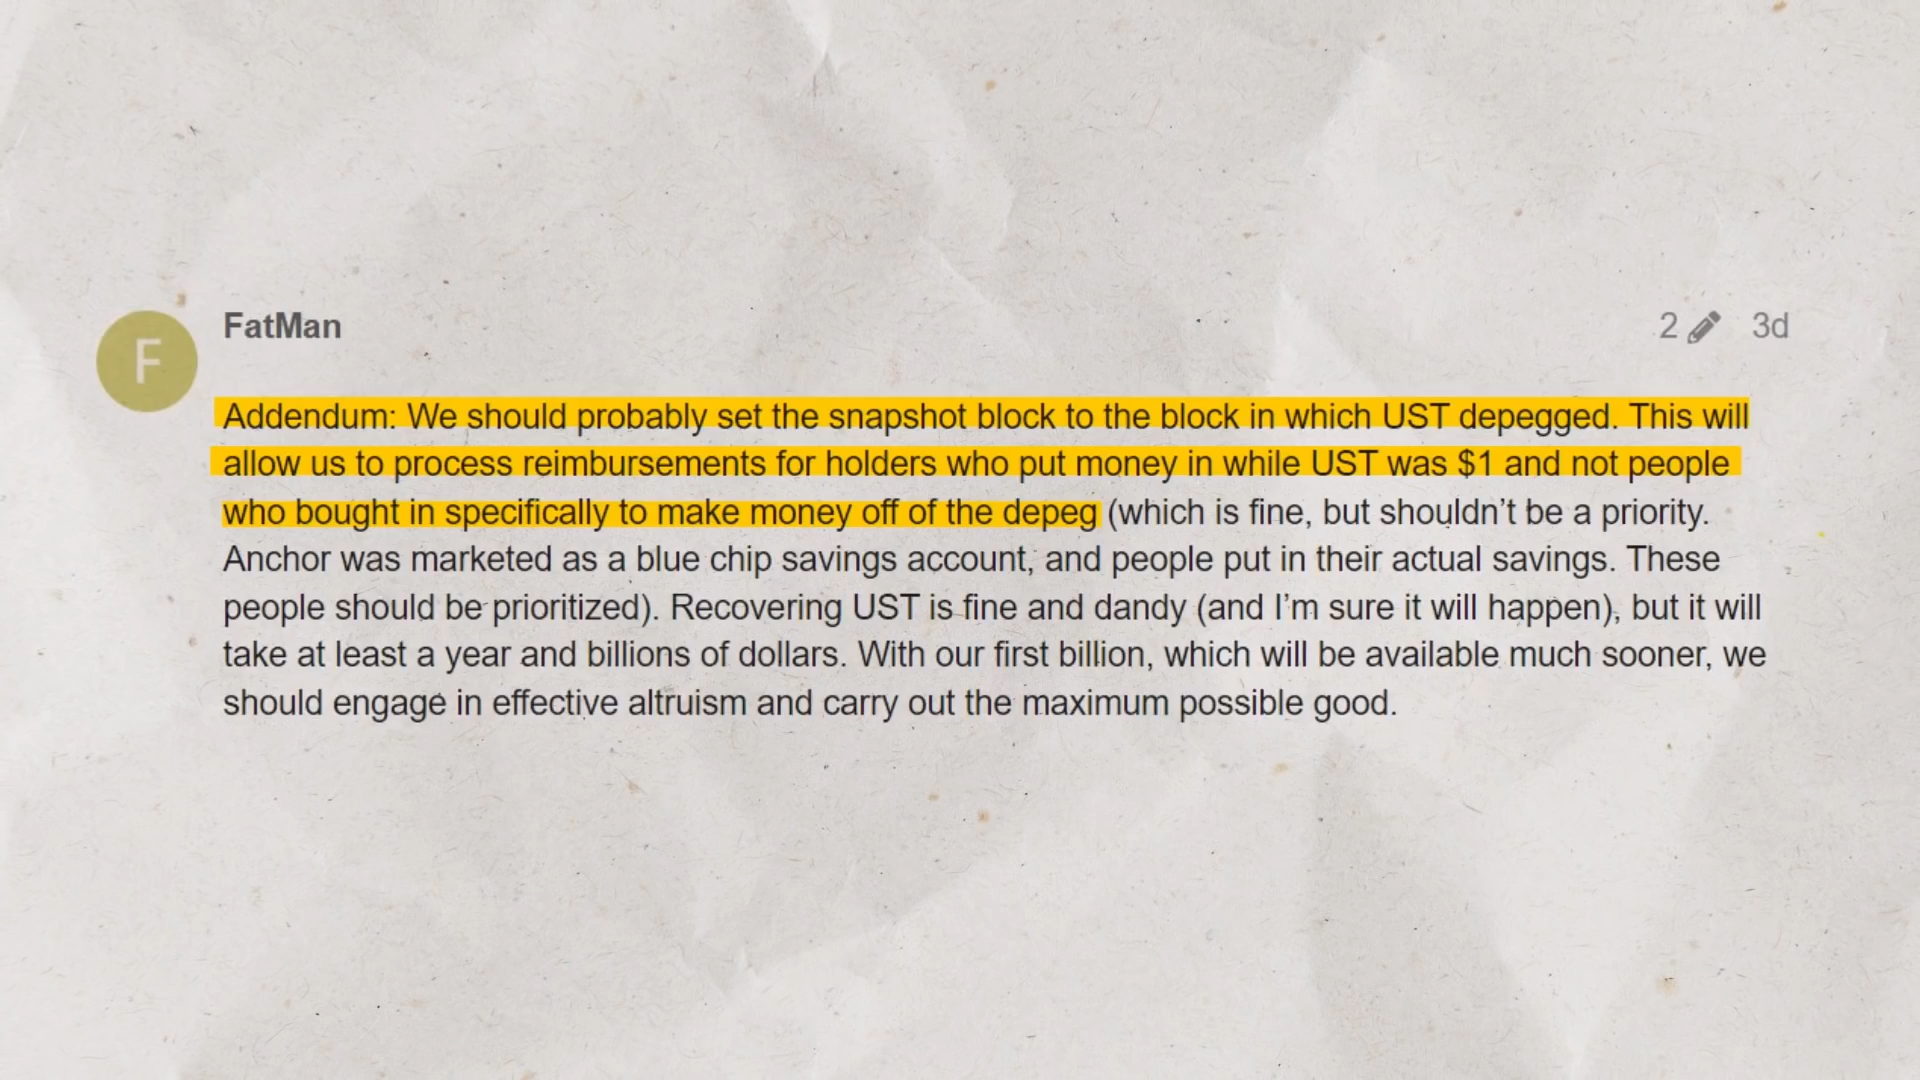 FatMan
2 3d
F
Addendum: We should probably set the snapshot block to the block in which UST depegged. This will
allow us to process reimbursements for holders who put money in while UST was $1 and not people
who bought in specifically to make money off of the depeg (which is fine, but shouldn’t be a priority.
Anchor was marketed as a blue chip savings account, and people put in their actual savings. These
people should be prioritized). Recovering UST is fine and dandy (and I’m sure it will happen), but it will
take at least a year and billions of dollars. With our first billion, which will be available much sooner, we
should engage in effective altruism and carry out the maximum possible good.